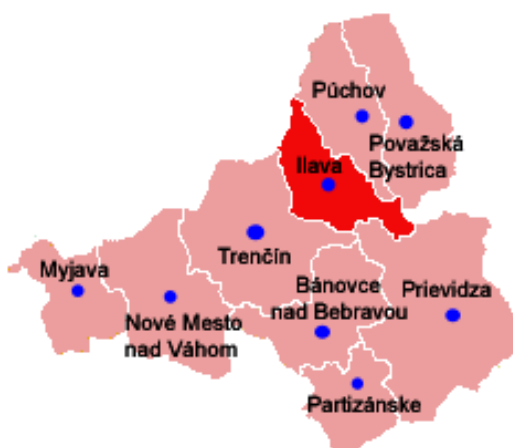 Púchov
Považská
Bystrica
Ilava
Trenčín
Myjava
Bánovce
nad Bebravou
Prievidza
Nové Mesto
nad Váhom
Partizánske